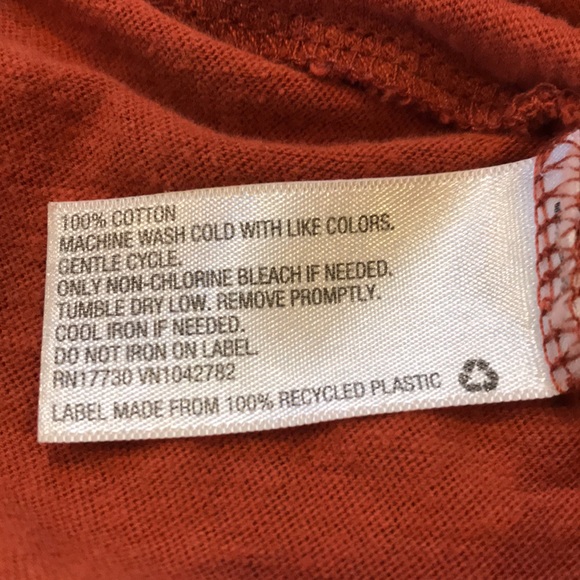 100% COTTON
MACHINE WASH COLD WITH LIKE COLORS.
GENTLE CYCLE.
ONLY NON-CHLORINE BLEACH IF NEEDED.
TUMBLE DRY LOW. REMOVE PROMPTLY.
COOL IRON IF NEEDED.
DO NOT IRON ON LABEL.
RN17730 VN1042782
LABEL MADE FROM 100% RECYCLED PLASTIC